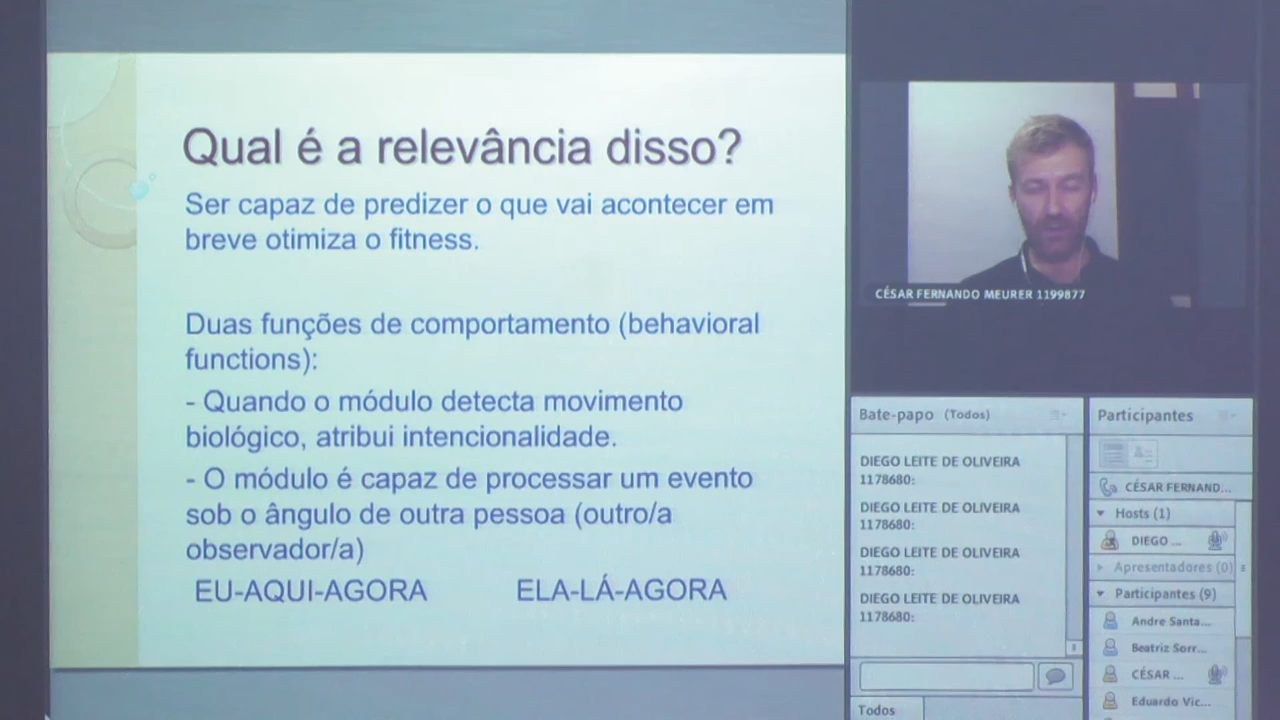 Qual é a relevância disso?
Ser capaz de predizer o que vai acontecer em
breve otimiza o fitness.
Duas funções de comportamento (behavioral
functions):
- Quando o módulo detecta movimento
biológico, atribui intencionalidade.
- O módulo é capaz de processar um evento
sob o ângulo de outra pessoa (outro/a
observador/a)
EU-AQUI-AGORA ELA-LÁ-AGORA
CÉSAR FERNANDO MEURER 1199877
Bate-papo (Todos)
DIEGO LEITE DE OLIVEIRA
1178680:
DIEGO LEITE DE OLIVEIRA
1178680:
DIEGO LEITE DE OLIVEIRA
1178680:
DIEGO LEITE DE OLIVEIRA
1178680:
Todos
Participantes
CÉSAR FERNAND...
Hosts (1)
DIEGO ...
Apresentadores (0)
Participantes (9)
Andre Santa...
Beatriz Sorr...
CÉSAR ...
Eduardo Vic...